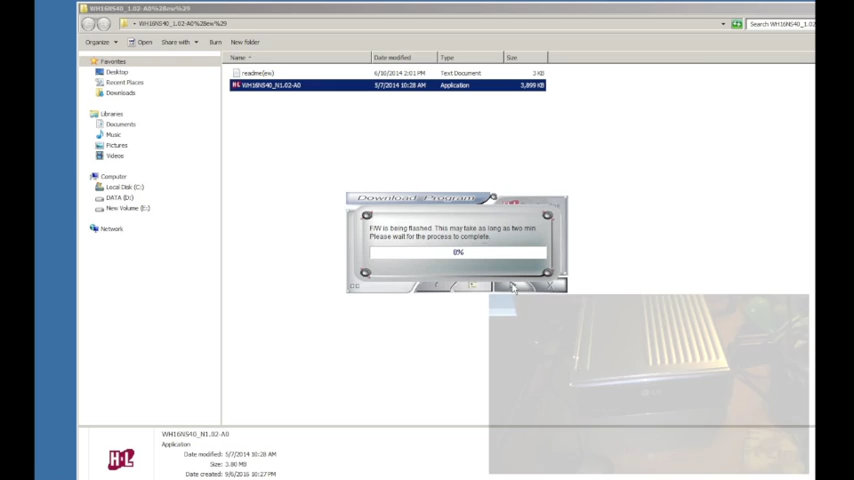 WH16NS40_1.02-A0%28ew%29
WH16NS40_1.02-A0%28ew%29
Search WH16NS40_1.02
Organize Open Share with Burn New folder
Name Date modified Type Size
Favorites
Desktop
Recent Places
Downloads
Libraries
Documents
Music
Pictures
Videos
Computer
Local Disk (C:)
DATA (D:)
New Volume (E:)
Network
readme(ew) 6/10/2014 2:01 PM Text Document 3 KB
WH16NS40_N1.02-A0 5/7/2014 10:28 AM Application 3,899 KB
Download Program
F/W is being flashed. This may take as long as two min
Please wait for the process to complete.
8%
WH16NS40_N1.02-A0
Application
Date modified: 5/7/2014 10:28 AM
Size: 3.80 MB
Date created: 9/6/2016 10:27 PM
H·L